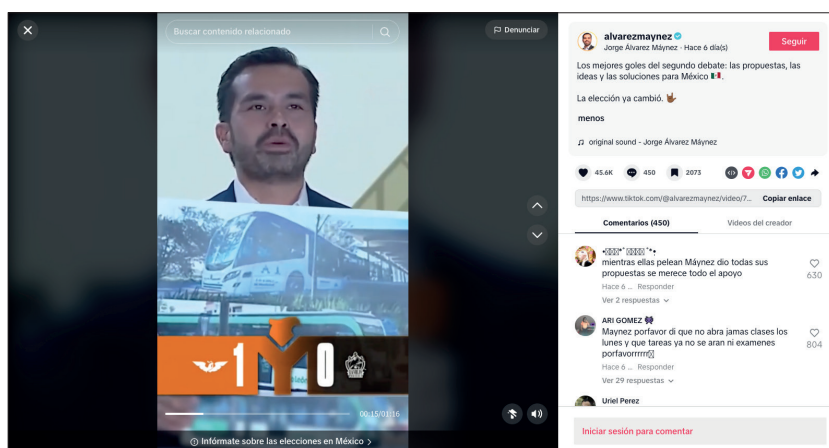 Buscar contenido relacionado
Denunciar
1 0
00:15/01:16
Infórmate sobre las elecciones en México >
alvarezmaynez
Jorge Álvarez Máynez · Hace 6 día(s)
Seguir
Los mejores goles del segundo debate: las propuestas, las
ideas y las soluciones para México 🇲🇽.
La elección ya cambió. 🤟🏾
menos
♫ original sound - Jorge Álvarez Máynez
45.6K
450
2073
https://www.tiktok.com/@alvarezmaynez/video/7...
Copiar enlace
Comentarios (450)
Videos del creador
mientras ellas pelean Máynez dio todas sus
propuestas se merece todo el apoyo
630
Hace 6 ... Responder
Ver 2 respuestas
ARI GOMEZ
Maynez porfavor di que no abra jamas clases los
lunes y que tareas ya no se aran ni examenes
porfavorrrrrr
804
Hace 6 ... Responder
Ver 29 respuestas
Uriel Perez
Iniciar sesión para comentar